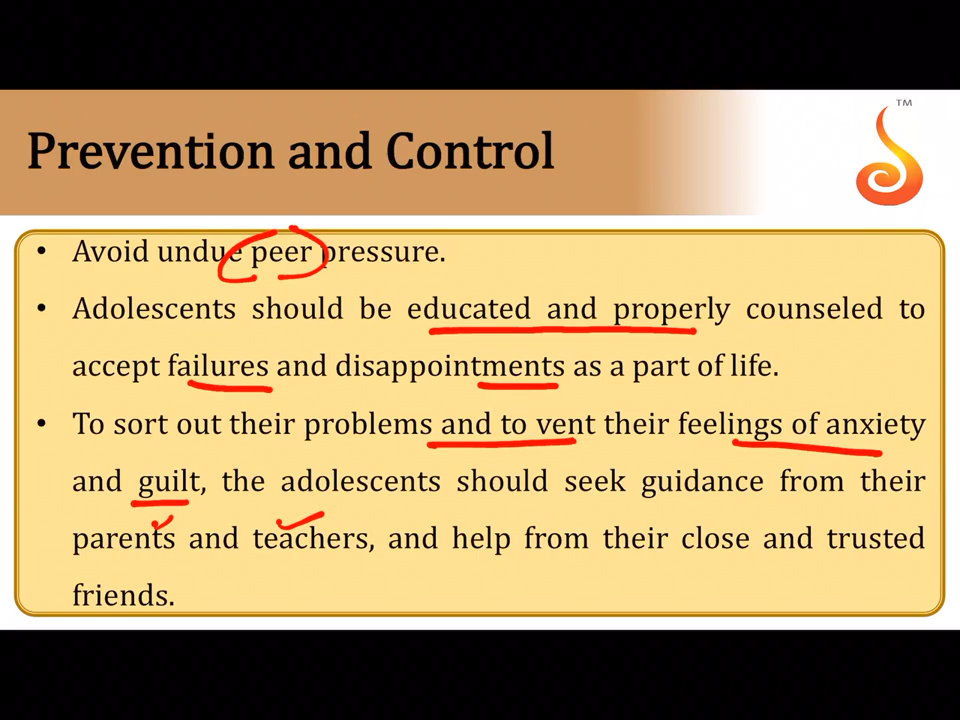 TM
Prevention and Control
• Avoid undue peer pressure.
• Adolescents should be educated and properly counseled to
accept failures and disappointments as a part of life.
• To sort out their problems and to vent their feelings of anxiety
and guilt, the adolescents should seek guidance from their
parents and teachers, and help from their close and trusted
friends.